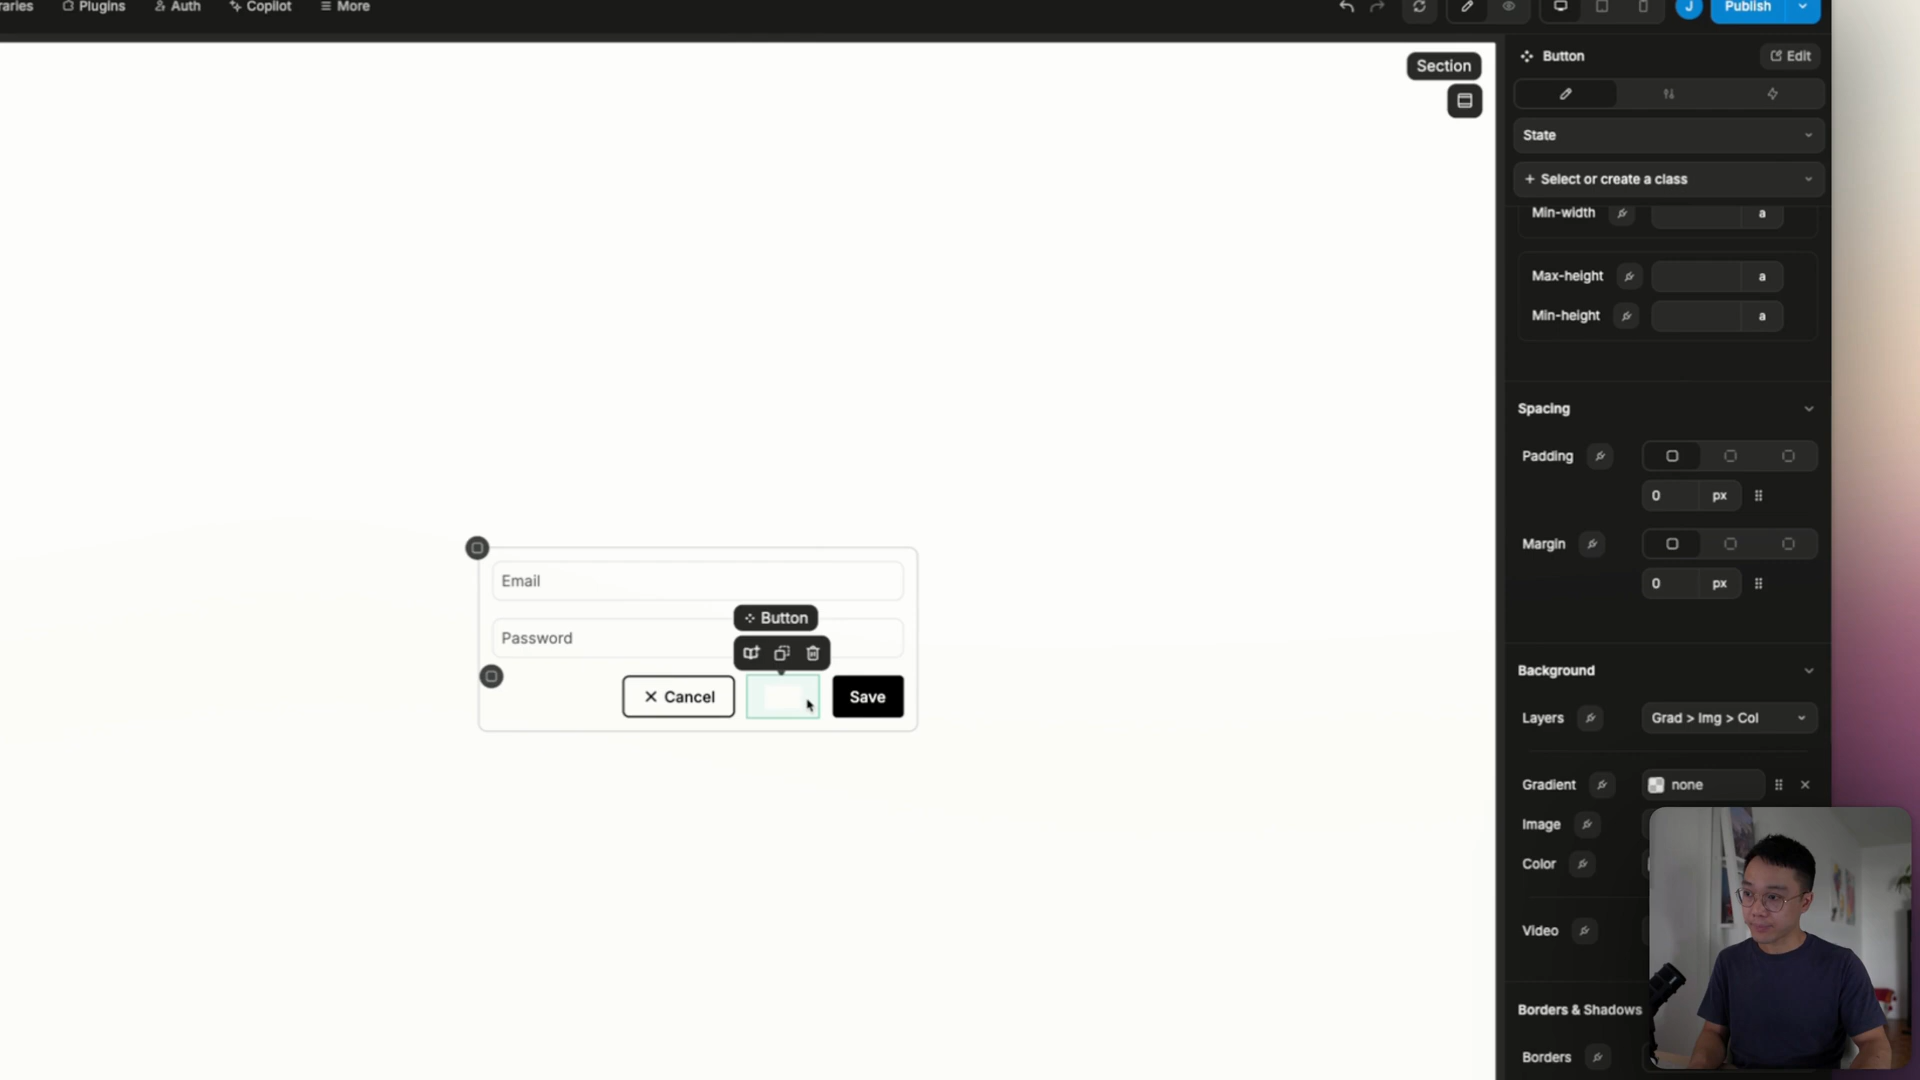 raries Plugins Auth Copilot More J Publish
Section
Button Edit
State
Select or create a class
Min-width a
Max-height a
Min-height a
Spacing
Padding
0 px
Margin
0 px
Background
Layers Grad > Img > Col
Gradient none
Image
Color
Video
Borders & Shadows
Borders
Email
Button
Password
Cancel Save